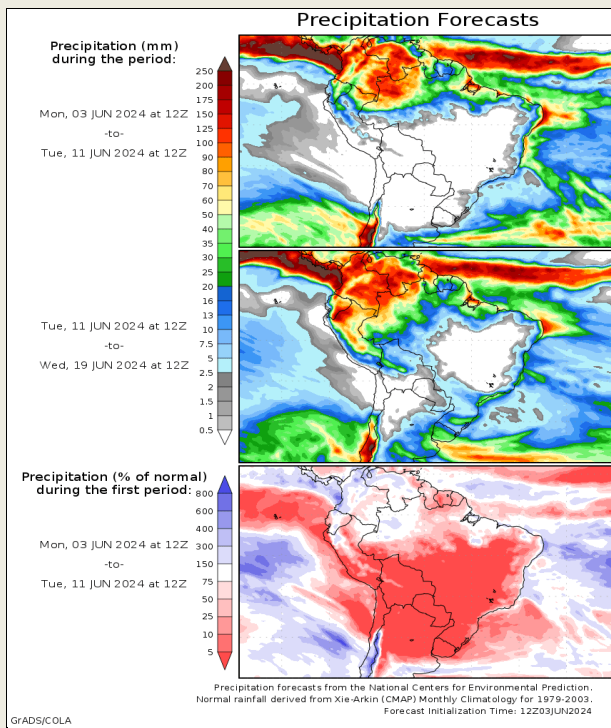 Precipitation Forecasts
Precipitation (mm)
during the period:
Mon, 03 JUN 2024 at 12Z
-to-
Tue, 11 JUN 2024 at 12Z
250
200
175
150
125
100
90
80
70
60
50
40
35
30
25
20
16
13
10
7.5
5
2.5
2
1.5
1
0.5
Tue, 11 JUN 2024 at 12Z
-to-
Wed, 19 JUN 2024 at 12Z
Precipitation (% of normal)
during the first period:
Mon, 03 JUN 2024 at 12Z
-to-
Tue, 11 JUN 2024 at 12Z
800
600
400
300
150
75
50
25
10
5
Precipitation forecasts from the National Centers for Environmental Prediction.
Normal rainfall derived from Xie-Arkin (CMAP) Monthly Climatology for 1979-2003.
Forecast Initialization Time: 12Z03JUN2024
GrADS/COLA